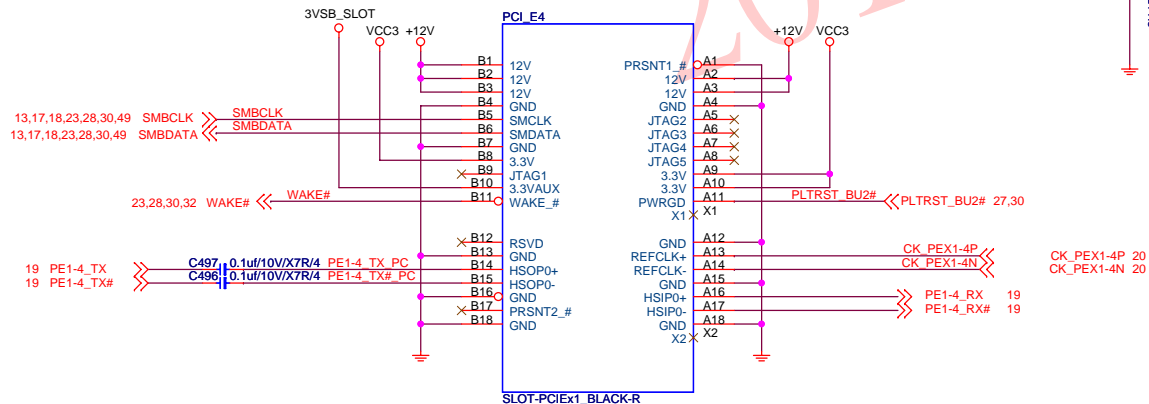 PCI_E4
3VSB_SLOT
VCC3
+12V
+12V
VCC3
B1 12V PRSNT1_# A1
B2 12V 12V A2
B3 12V 12V A3
B4 GND GND A4
13,17,18,23,28,30,49 SMBCLK SMBCLK B5 SMCLK JTAG2 A5
13,17,18,23,28,30,49 SMBDATA SMBDATA B6 SMDATA JTAG3 A6
B7 GND JTAG4 A7
B8 3.3V JTAG5 A8
B9 JTAG1 3.3V A9
B10 3.3VAUX 3.3V A10
23,28,30,32 WAKE# WAKE# B11 WAKE_# PWRGD A11 PLTRST_BU2# PLTRST_BU2# 27,30
X1 X1
B12 RSVD GND A12
B13 GND REFCLK+ A13 CK_PEX1-4P CK_PEX1-4P 20
19 PE1-4_TX C497 0.1uf/10V/X7R/4 PE1-4_TX_PC B14 HSOP0+ REFCLK- A14 CK_PEX1-4N CK_PEX1-4N 20
19 PE1-4_TX# C496 0.1uf/10V/X7R/4 PE1-4_TX#_PC B15 HSOP0- GND A15
B16 GND HSIP0+ A16 PE1-4_RX 19
B17 PRSNT2_# HSIP0- A17 PE1-4_RX# 19
B18 GND GND A18
X2 X2
SLOT-PCIEx1_BLACK-R